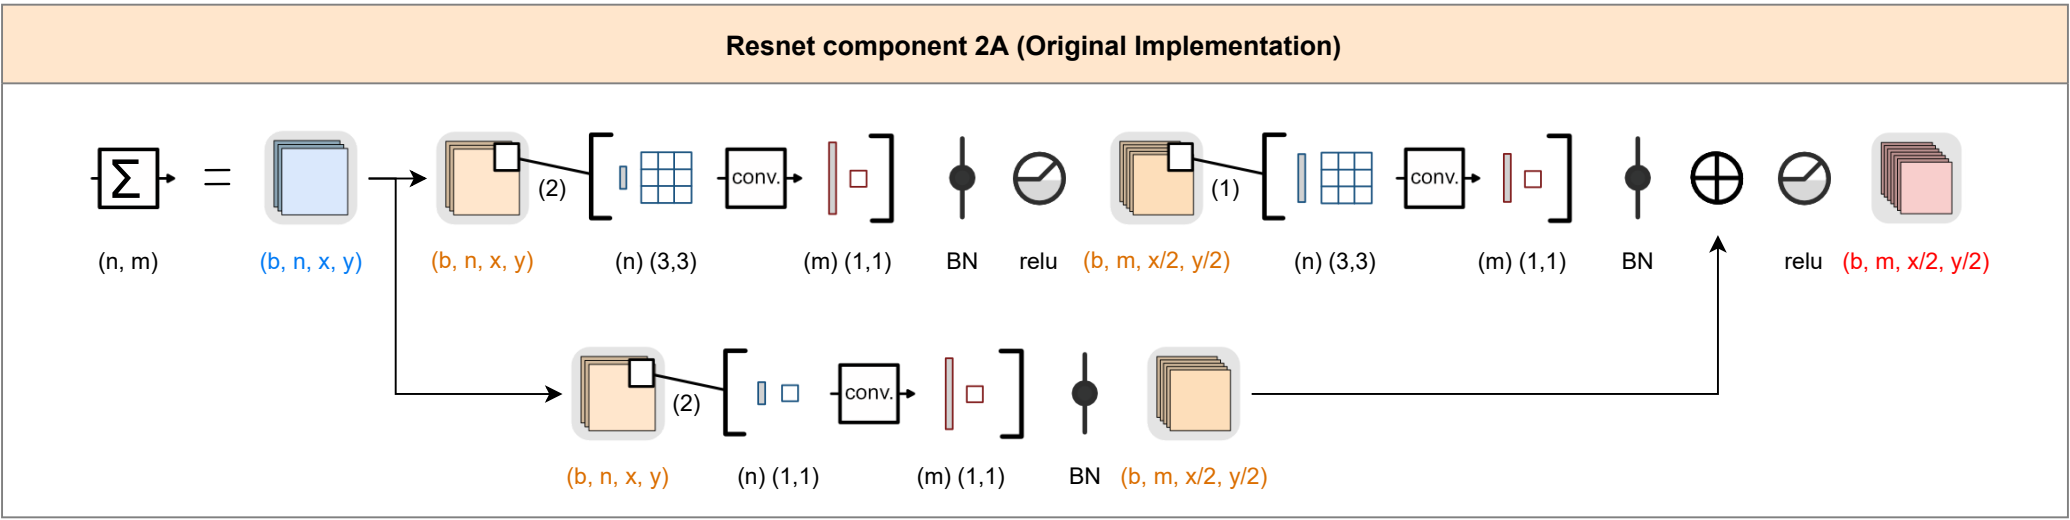 Resnet component 2A (Original Implementation)
Σ = (2) conv. (1) conv.
(n, m) (b, n, x, y) (b, n, x, y) (n) (3,3) (m) (1,1) BN relu (b, m, x/2, y/2) (n) (3,3) (m) (1,1) BN relu (b, m, x/2, y/2)
(2) conv.
(b, n, x, y) (n) (1,1) (m) (1,1) BN (b, m, x/2, y/2)